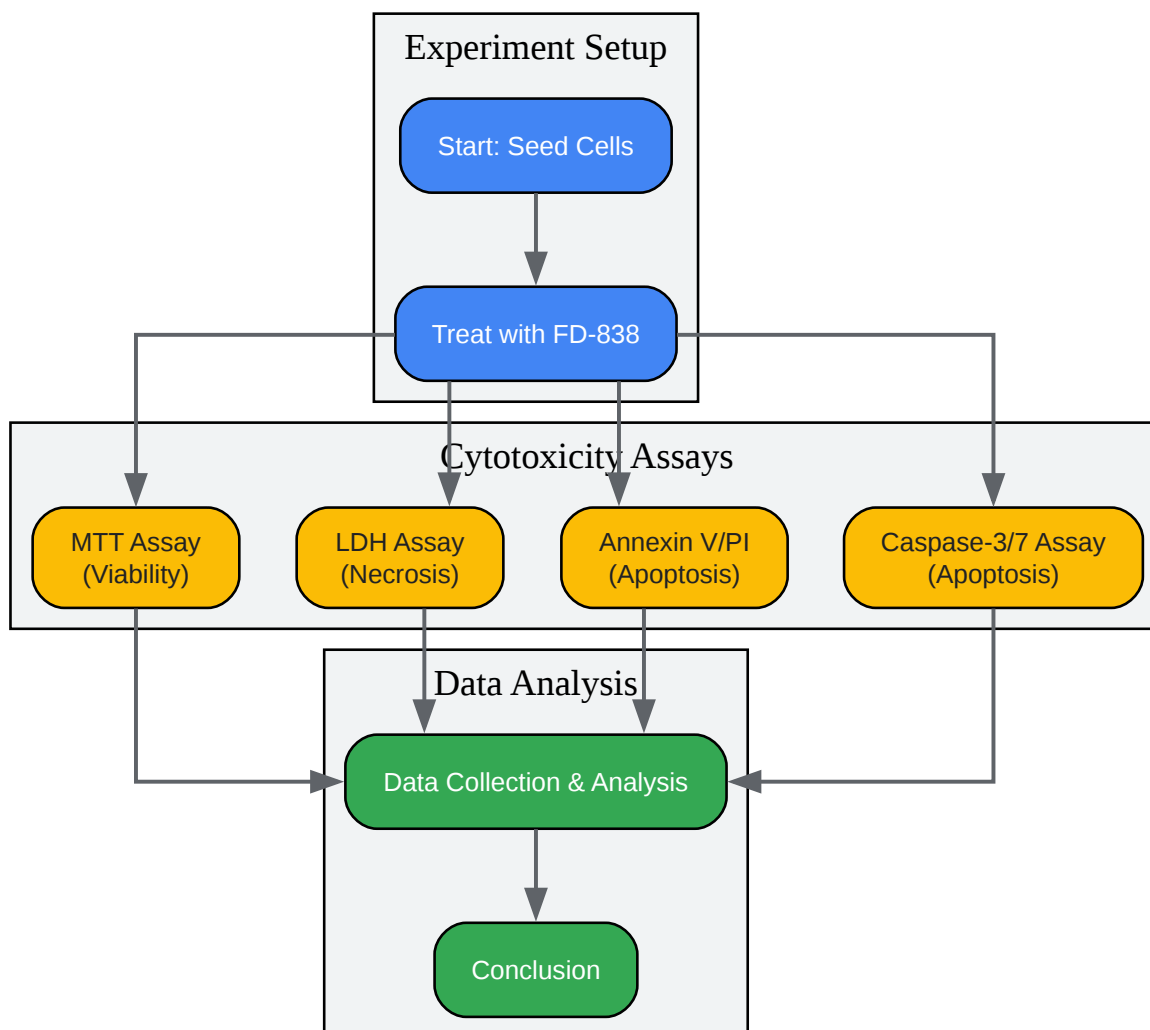 Experiment Setup
Start: Seed Cells
Treat with FD-838
Cytotoxicity Assays
MTT Assay
(Viability)
LDH Assay
(Necrosis)
Annexin V/PI
(Apoptosis)
Caspase-3/7 Assay
(Apoptosis)
Data Analysis
Data Collection & Analysis
Conclusion